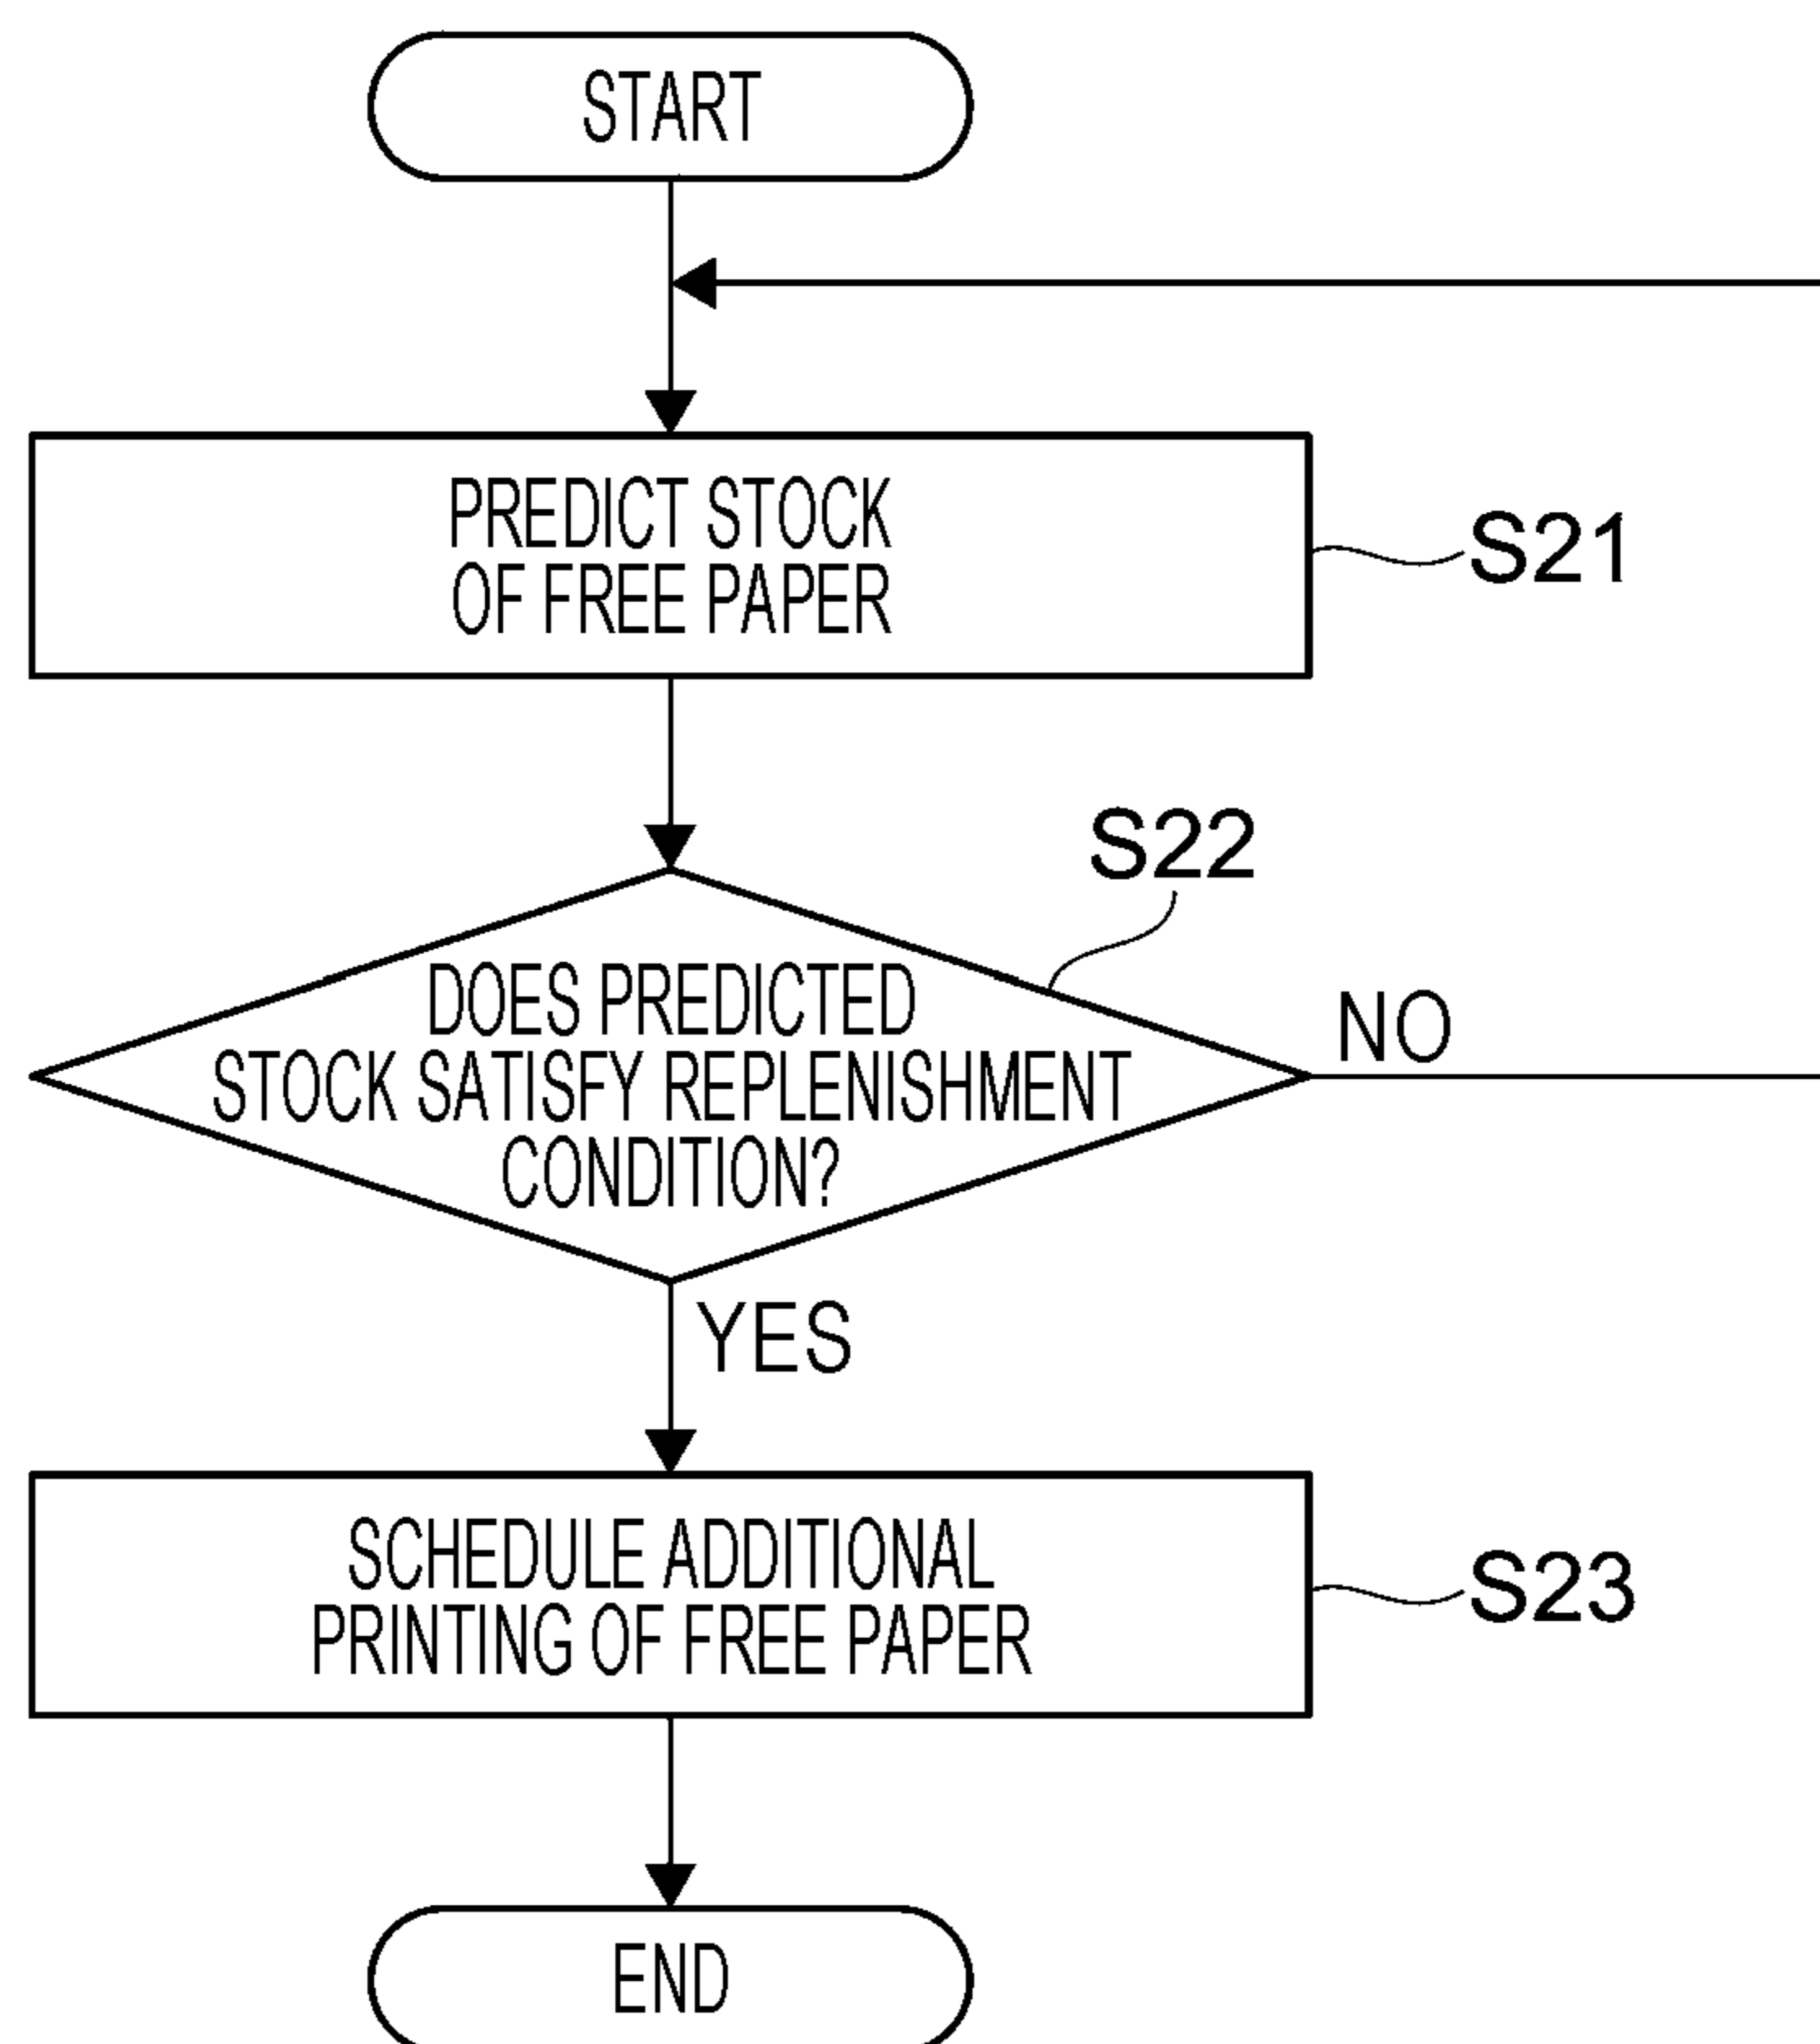 START
PREDICT STOCK
OF FREE PAPER
S21
S22
DOES PREDICTED
STOCK SATISFY REPLENISHMENT
CONDITION?
NO
YES
SCHEDULE ADDITIONAL
PRINTING OF FREE PAPER
S23
END